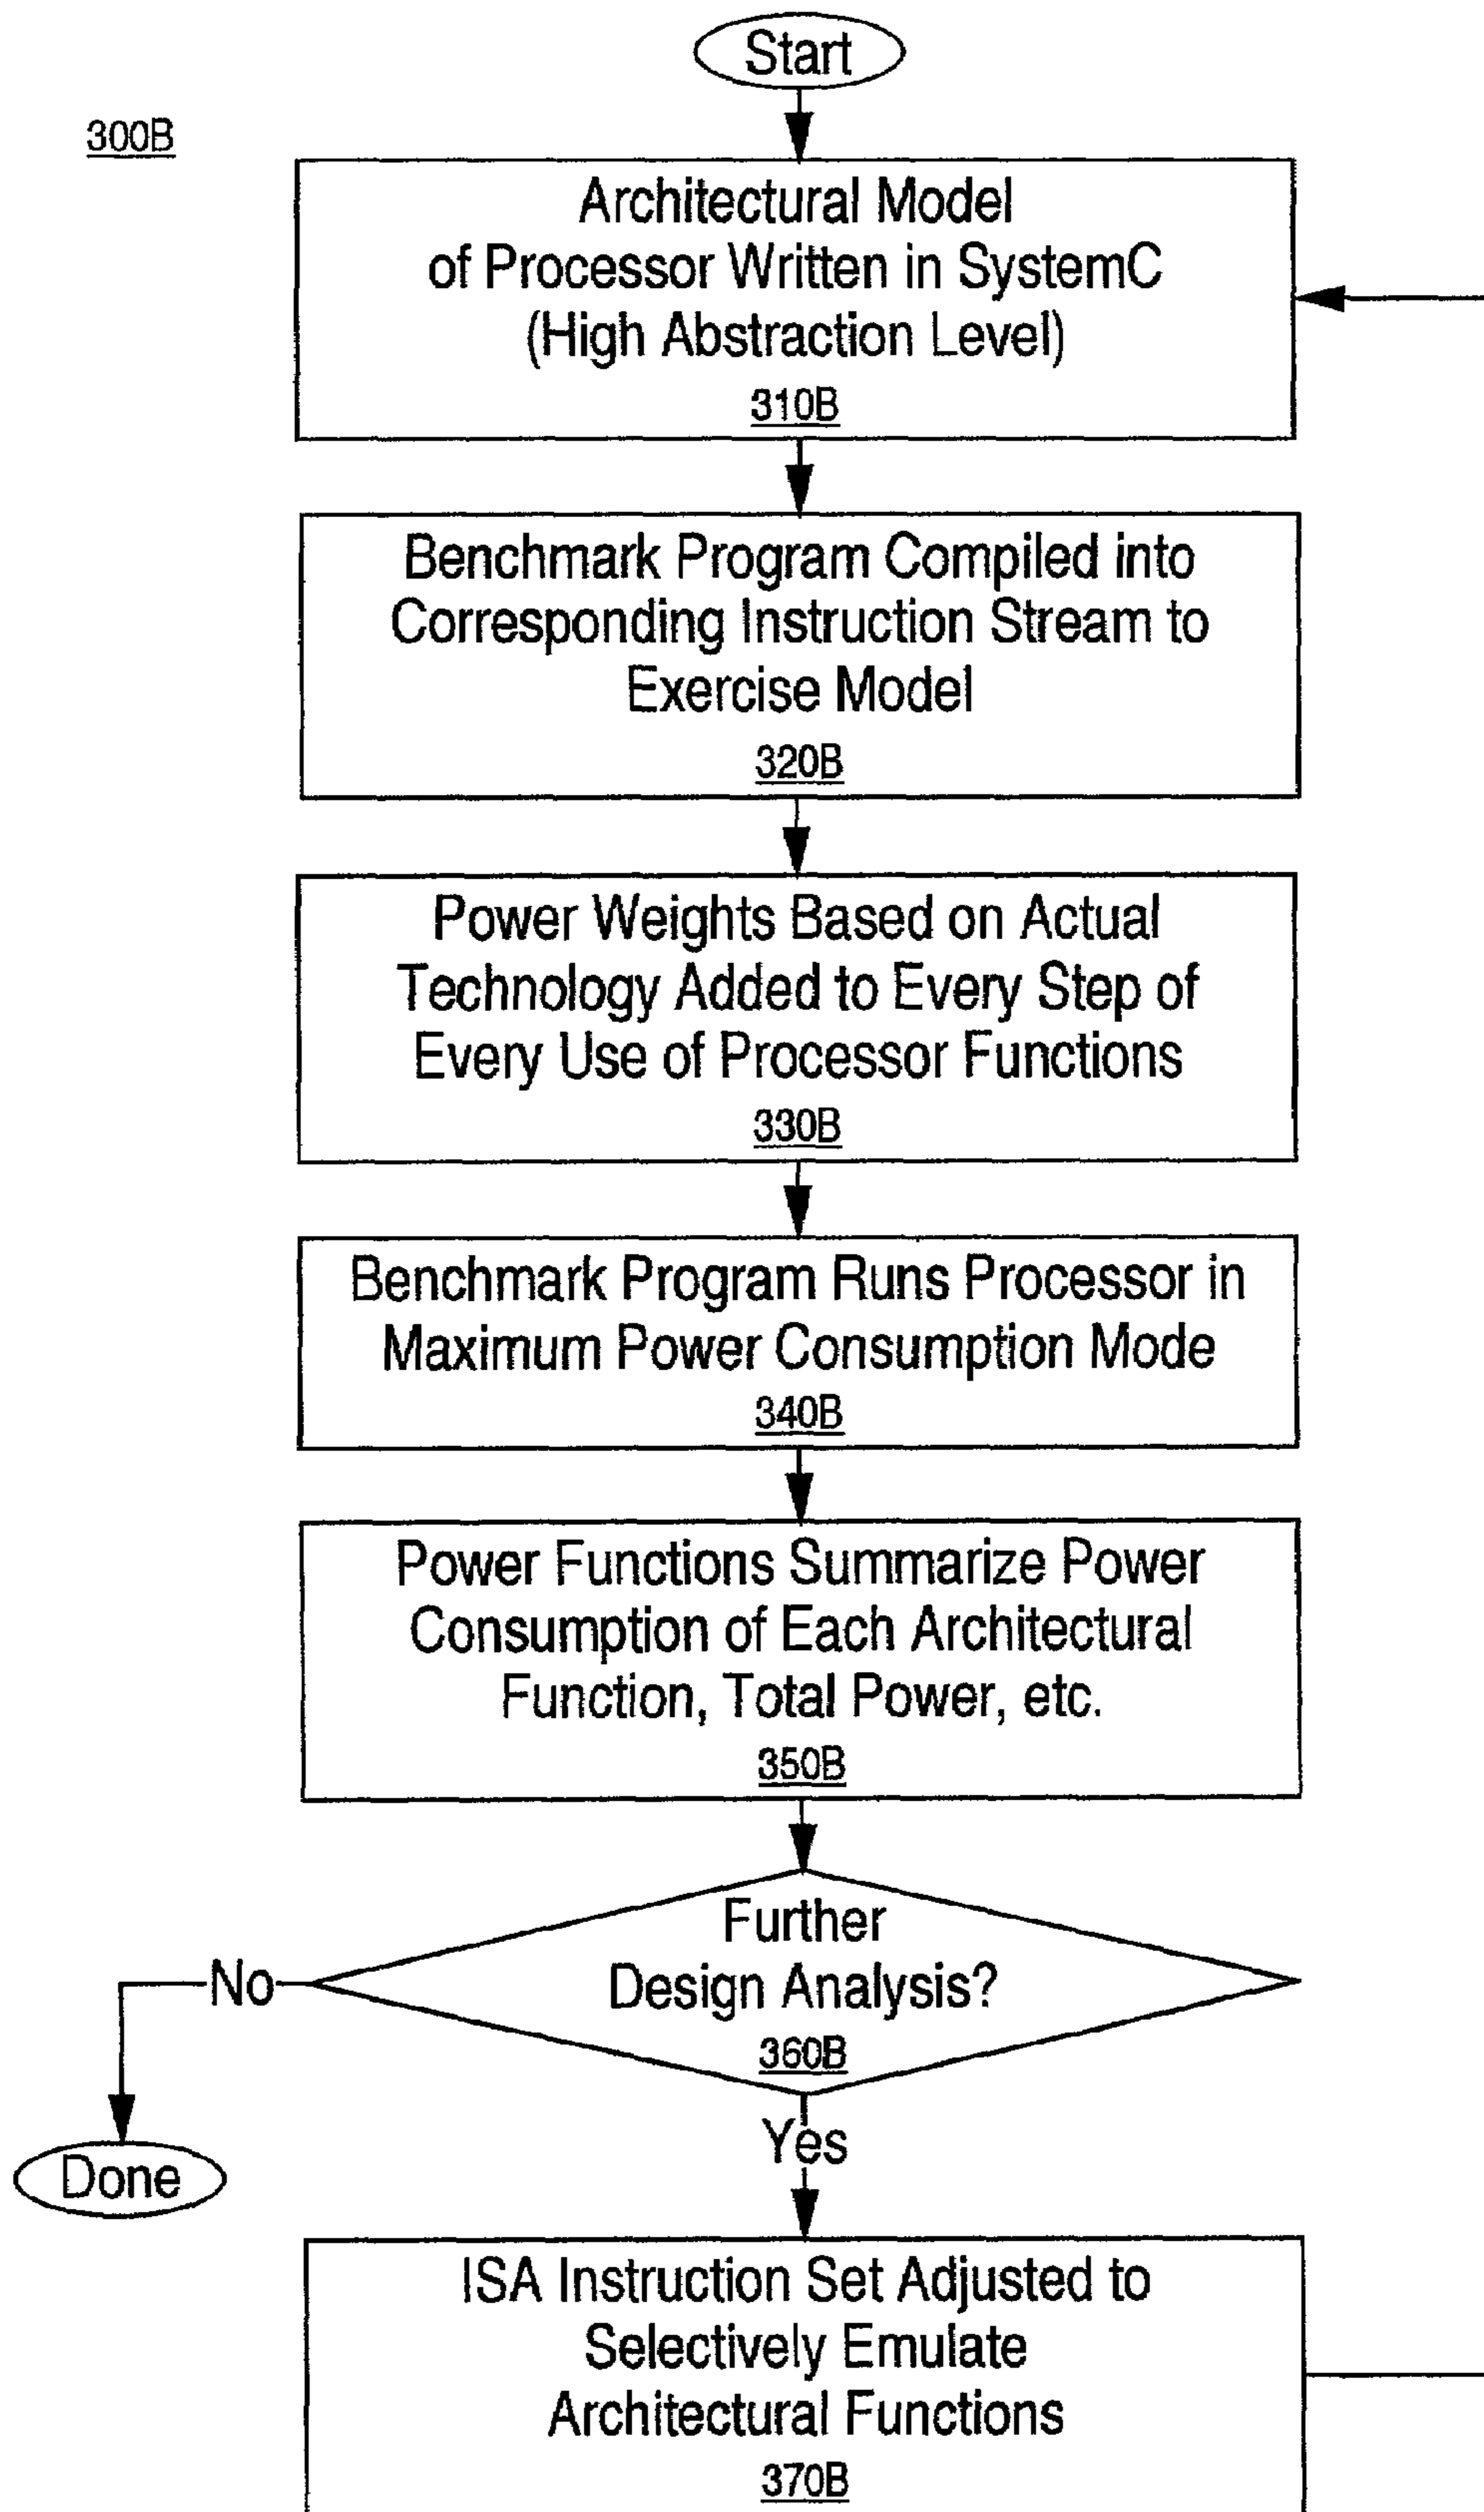 Start
300B
Architectural Model
of Processor Written in SystemC
(High Abstraction Level)
310B
Benchmark Program Compiled into
Corresponding Instruction Stream to
Exercise Model
320B
Power Weights Based on Actual
Technology Added to Every Step of
Every Use of Processor Functions
330B
Benchmark Program Runs Processor in
Maximum Power Consumption Mode
340B
Power Functions Summarize Power
Consumption of Each Architectural
Function, Total Power, etc.
350B
Further
Design Analysis?
360B
No
Yes
Done
ISA Instruction Set Adjusted to
Selectively Emulate
Architectural Functions
370B